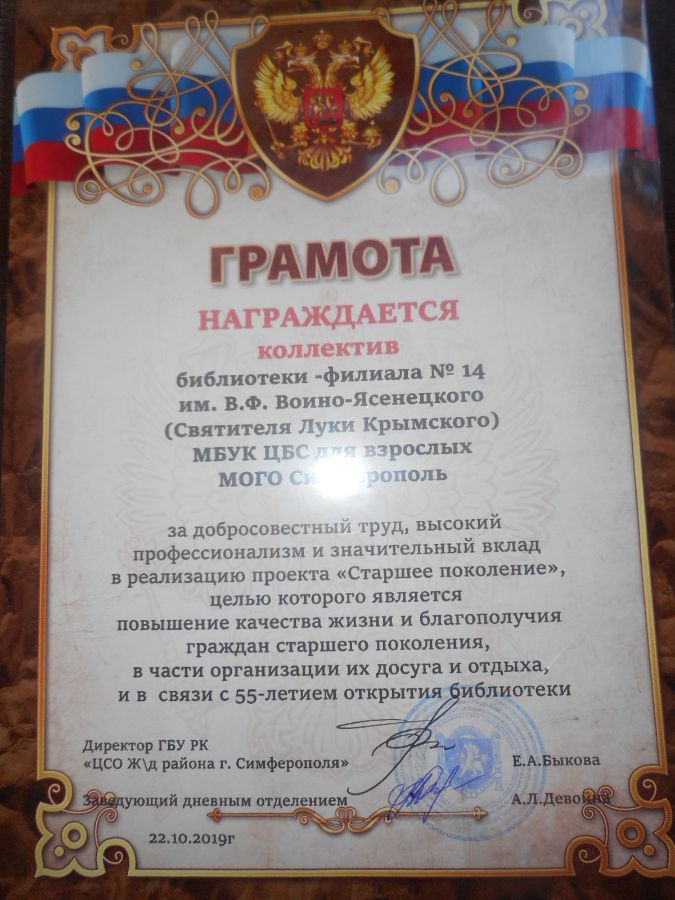 ГРАМОТА
НАГРАЖДАЕТСЯ
коллектив
библиотеки -филиала № 14
им. В.Ф. Воино-Ясенецкого
(Святителя Луки Крымского)
МБУК ЦБС для взрослых
МОГО Симферополь
за добросовестный труд, высокий
профессионализм и значительный вклад
в реализацию проекта «Старшее поколение»,
целью которого является
повышение качества жизни и благополучия
граждан старшего поколения,
в части организации их досуга и отдыха,
и в связи с 55-летием открытия библиотеки
Директор ГБУ РК
«ЦСО Ж\д района г. Симферополя»
Е.А.Быкова
Заведующий дневным отделением
А.Л.Девойна
22.10.2019г